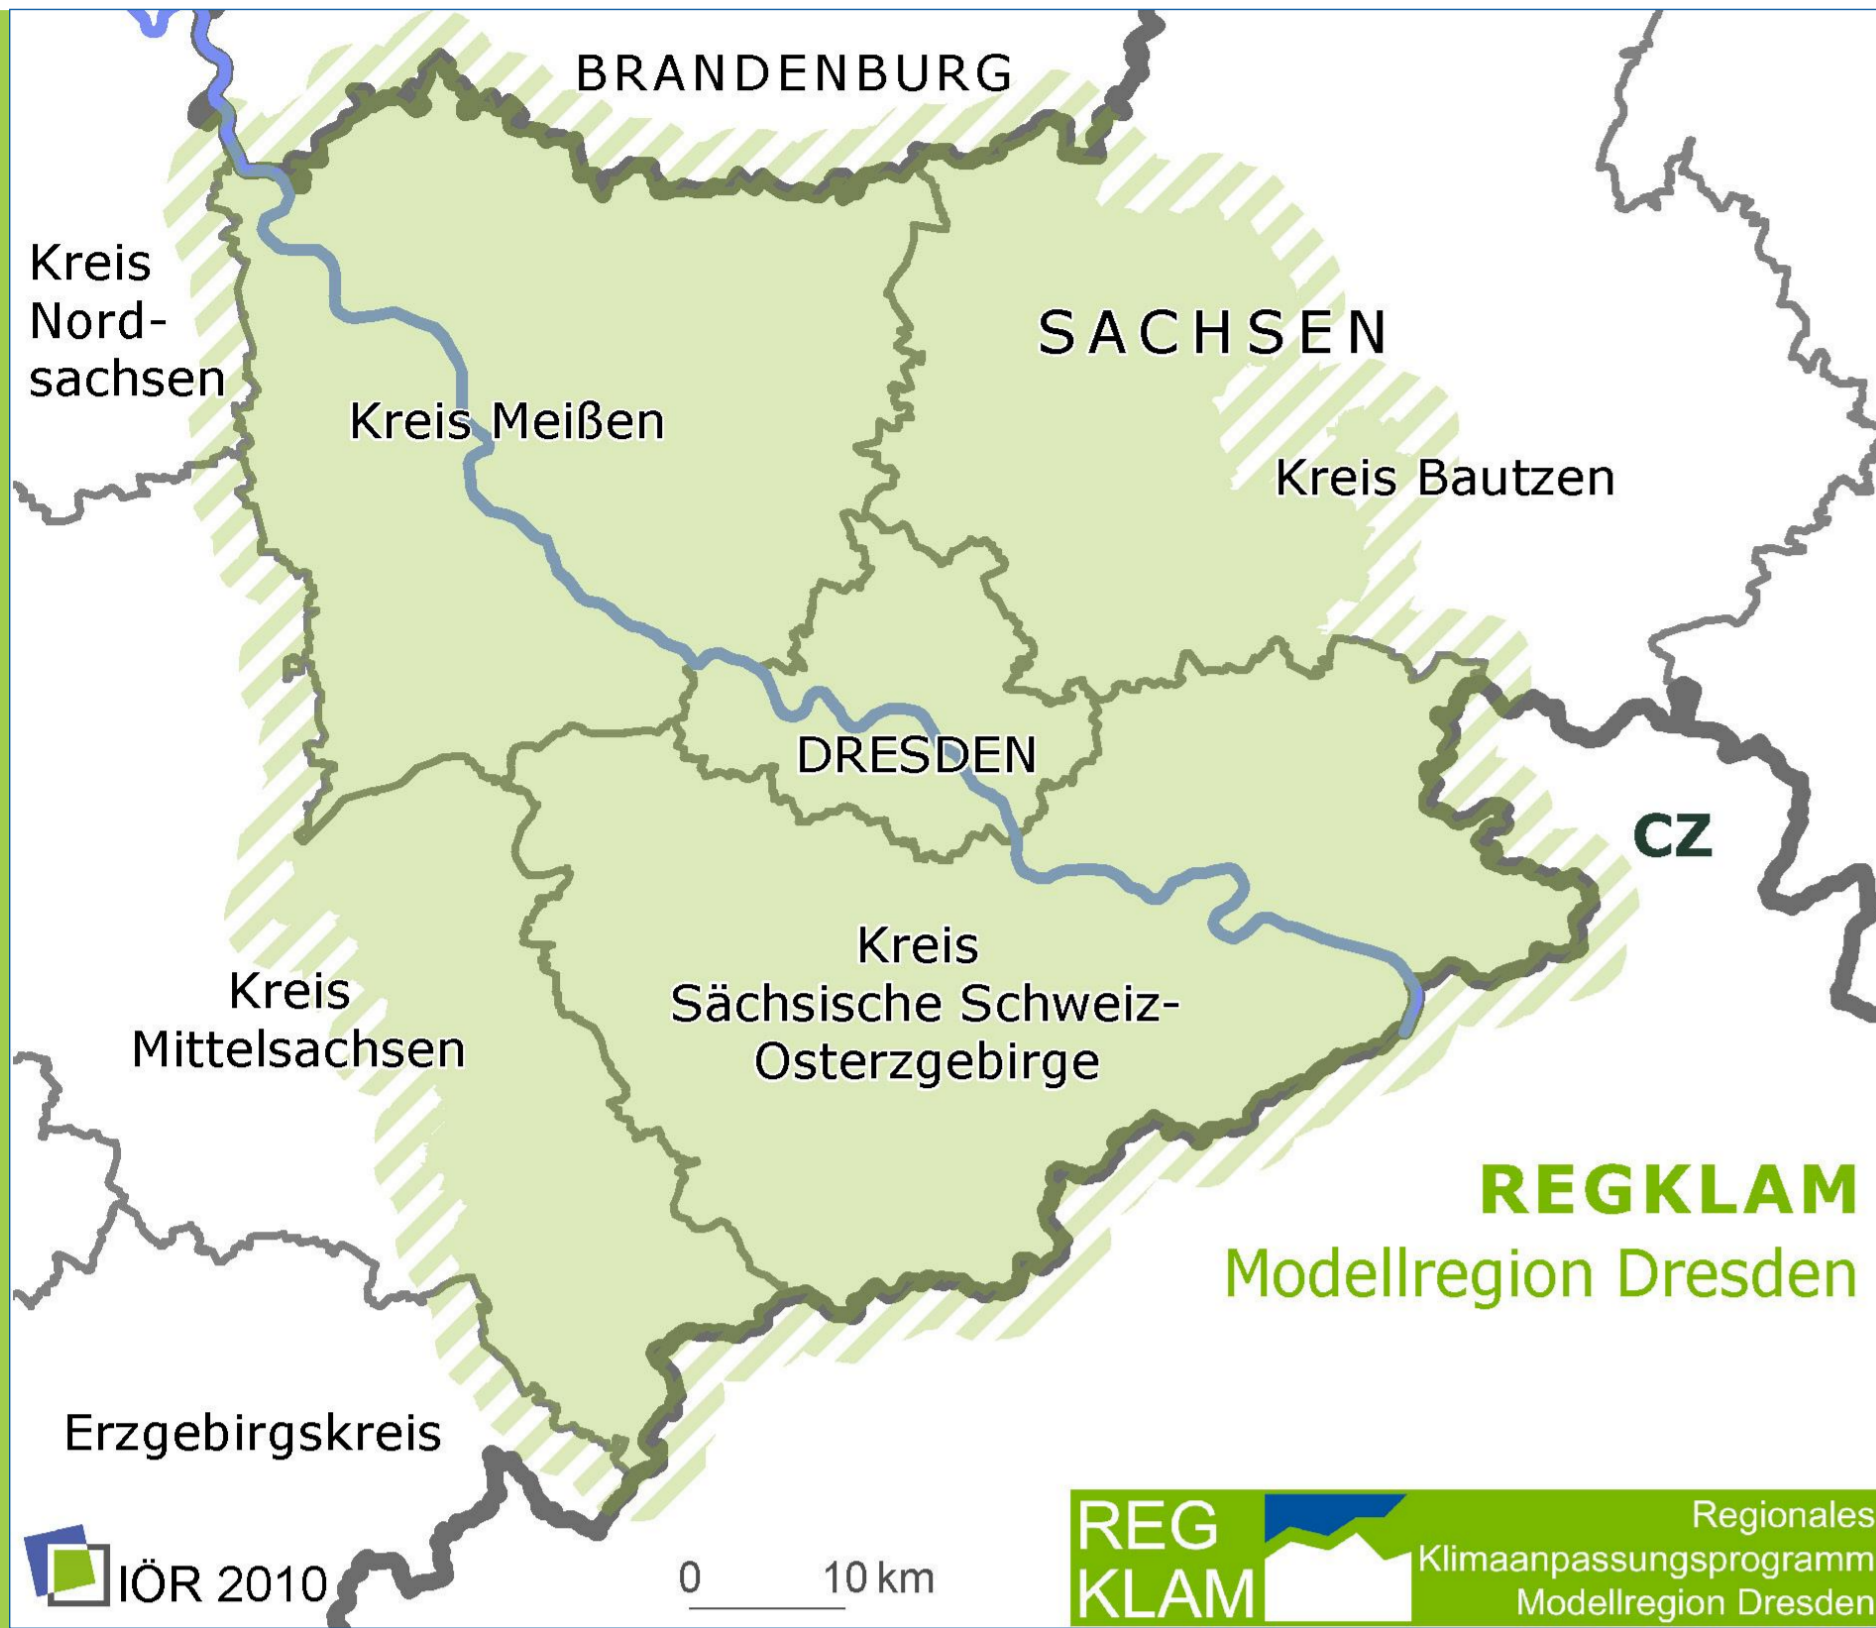 BRANDENBURG
Kreis
Nord-
sachsen
SACHSEN
Kreis Meißen
Kreis Bautzen
DRESDEN
CZ
Kreis
Sächsische Schweiz-
Osterzgebirge
Kreis
Mittelsachsen
REGKLAM
Modellregion Dresden
Erzgebirgskreis
IÖR 2010
0 10 km
REG
KLAM
Regionales
Klimaanpassungsprogramm
Modellregion Dresden